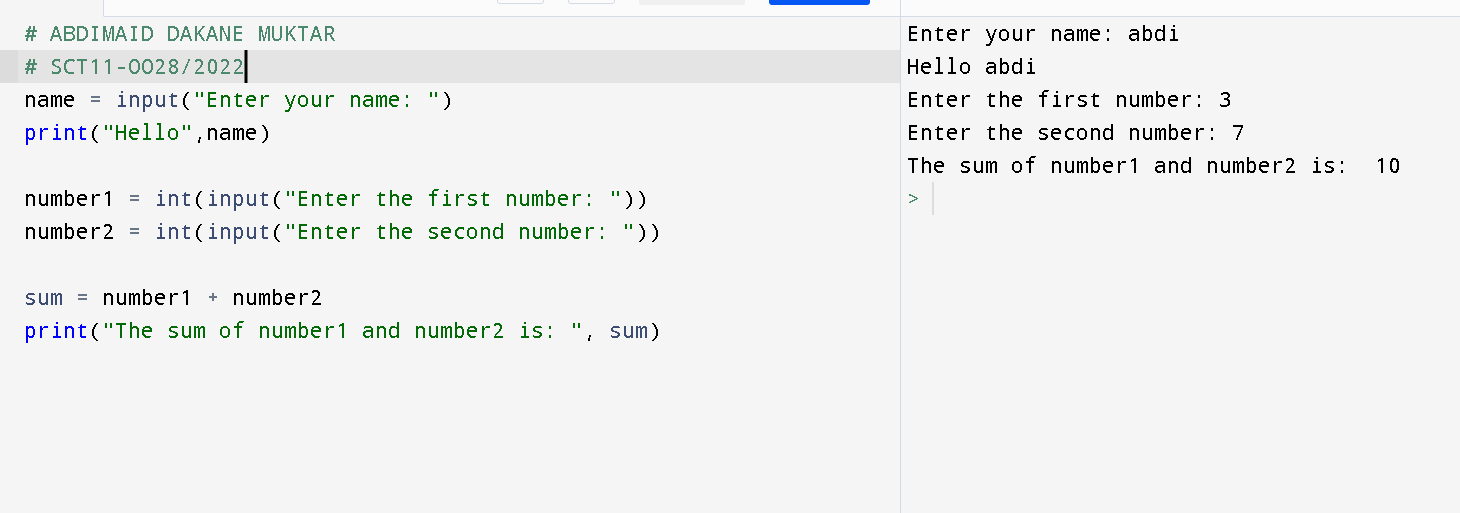 # ABDIMAID DAKANE MUKTAR
# SCT11-OO28/2022
name = input("Enter your name: ")
print("Hello",name)
number1 = int(input("Enter the first number: "))
number2 = int(input("Enter the second number: "))
sum = number1 + number2
print("The sum of number1 and number2 is: ", sum)
Enter your name: abdi
Hello abdi
Enter the first number: 3
Enter the second number: 7
The sum of number1 and number2 is:  10
>